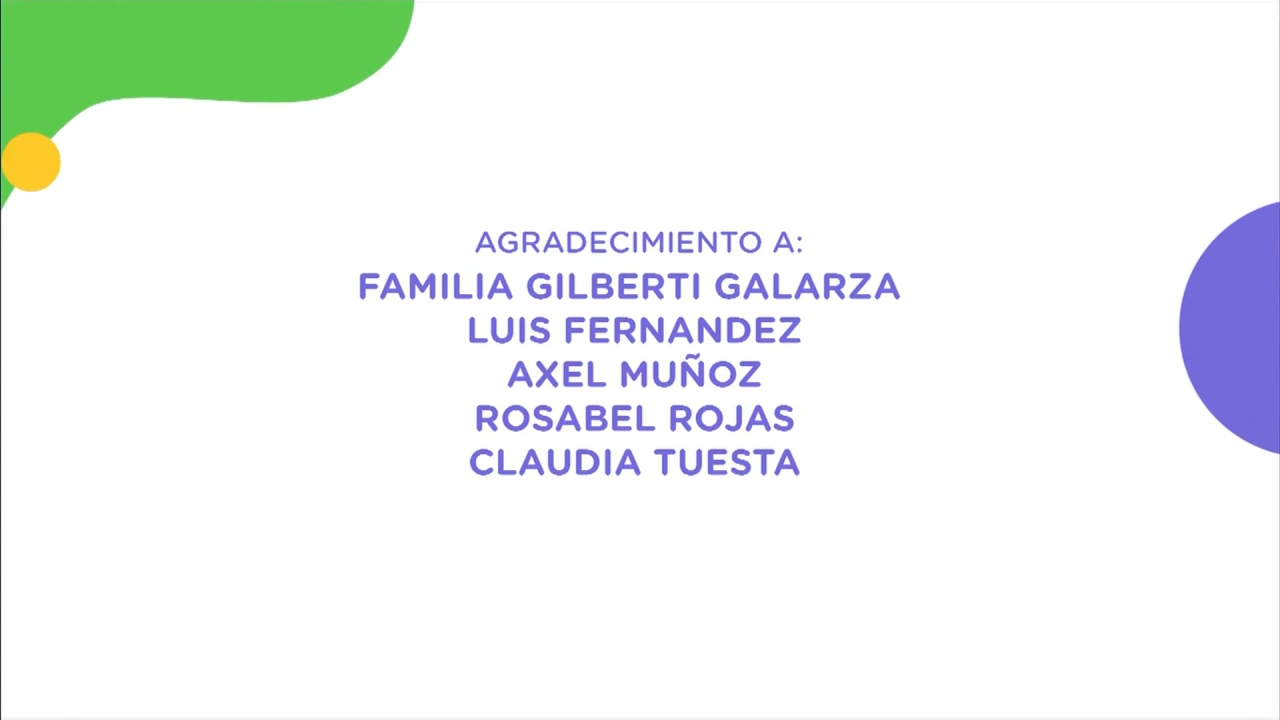 AGRADECIMIENTO A:
FAMILIA GILBERTI GALARZA
LUIS FERNANDEZ
AXEL MUÑOZ
ROSABEL ROJAS
CLAUDIA TUESTA